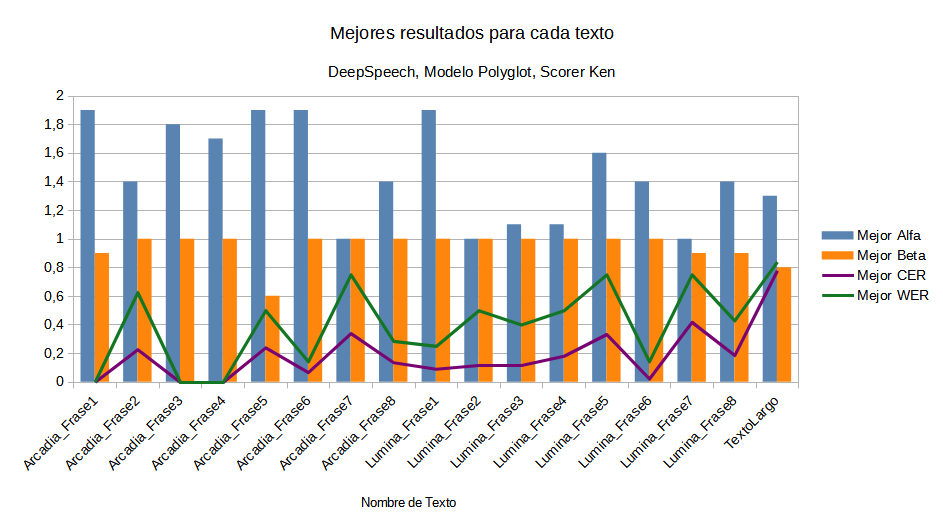 Mejores resultados para cada texto
DeepSpeech, Modelo Polyglot, Scorer Ken
2
1,8
1,6
1,4
1,2
1
0,8
0,6
0,4
0,2
0
Arcadia_Frase1
Arcadia_Frase2
Arcadia_Frase3
Arcadia_Frase4
Arcadia_Frase5
Arcadia_Frase6
Arcadia_Frase7
Arcadia_Frase8
Lumina_Frase1
Lumina_Frase2
Lumina_Frase3
Lumina_Frase4
Lumina_Frase5
Lumina_Frase6
Lumina_Frase7
Lumina_Frase8
TextoLargo
Nombre de Texto
Mejor Alfa
Mejor Beta
Mejor CER
Mejor WER